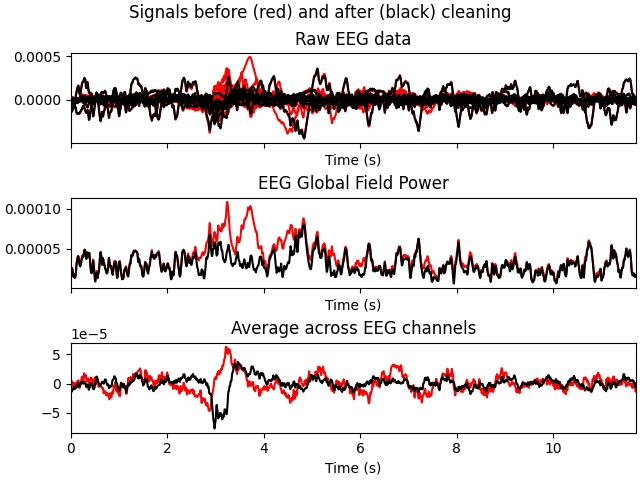 Signals before (red) and after (black) cleaning
Raw EEG data
0.0005
0.0000
Time (s)
EEG Global Field Power
0.00010
0.00005
Time (s)
Average across EEG channels
1e−5
5
0
−5
0 2 4 6 8 10
Time (s)